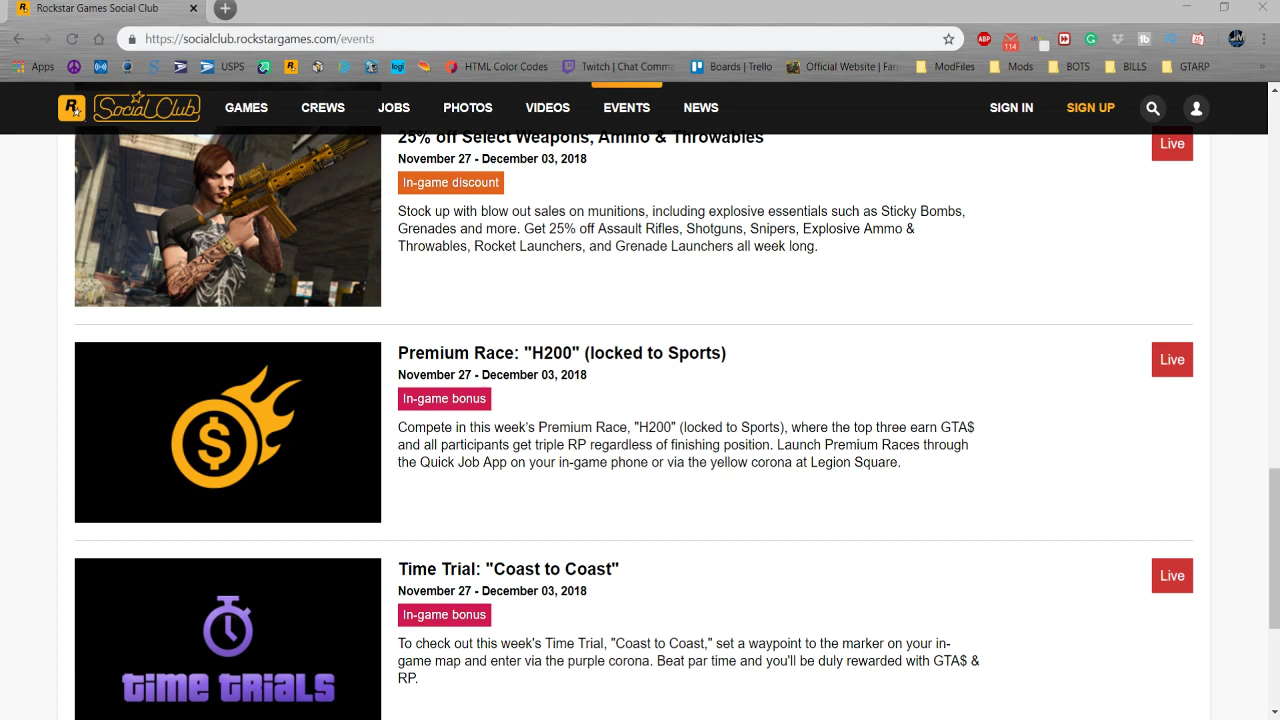 Rockstar Games Social Club
https://socialclub.rockstargames.com/events
ABP
114
Apps
USPS
logi
HTML Color Codes
Twitch | Chat Comma
Boards | Trello
Official Website | Far
ModFiles
Mods
BOTS
BILLS
GTARP
R
Social Club
GAMES
CREWS
JOBS
PHOTOS
VIDEOS
EVENTS
NEWS
SIGN IN
SIGN UP
25% off Select Weapons, Ammo & Throwables
Live
November 27 - December 03, 2018
In-game discount
Stock up with blow out sales on munitions, including explosive essentials such as Sticky Bombs,
Grenades and more. Get 25% off Assault Rifles, Shotguns, Snipers, Explosive Ammo &
Throwables, Rocket Launchers, and Grenade Launchers all week long.
Premium Race: "H200" (locked to Sports)
Live
November 27 - December 03, 2018
In-game bonus
Compete in this week's Premium Race, "H200" (locked to Sports), where the top three earn GTA$
and all participants get triple RP regardless of finishing position. Launch Premium Races through
the Quick Job App on your in-game phone or via the yellow corona at Legion Square.
Time Trial: "Coast to Coast"
Live
November 27 - December 03, 2018
In-game bonus
To check out this week's Time Trial, "Coast to Coast," set a waypoint to the marker on your in-
game map and enter via the purple corona. Beat par time and you'll be duly rewarded with GTA$ &
RP.
TIME TRIALS